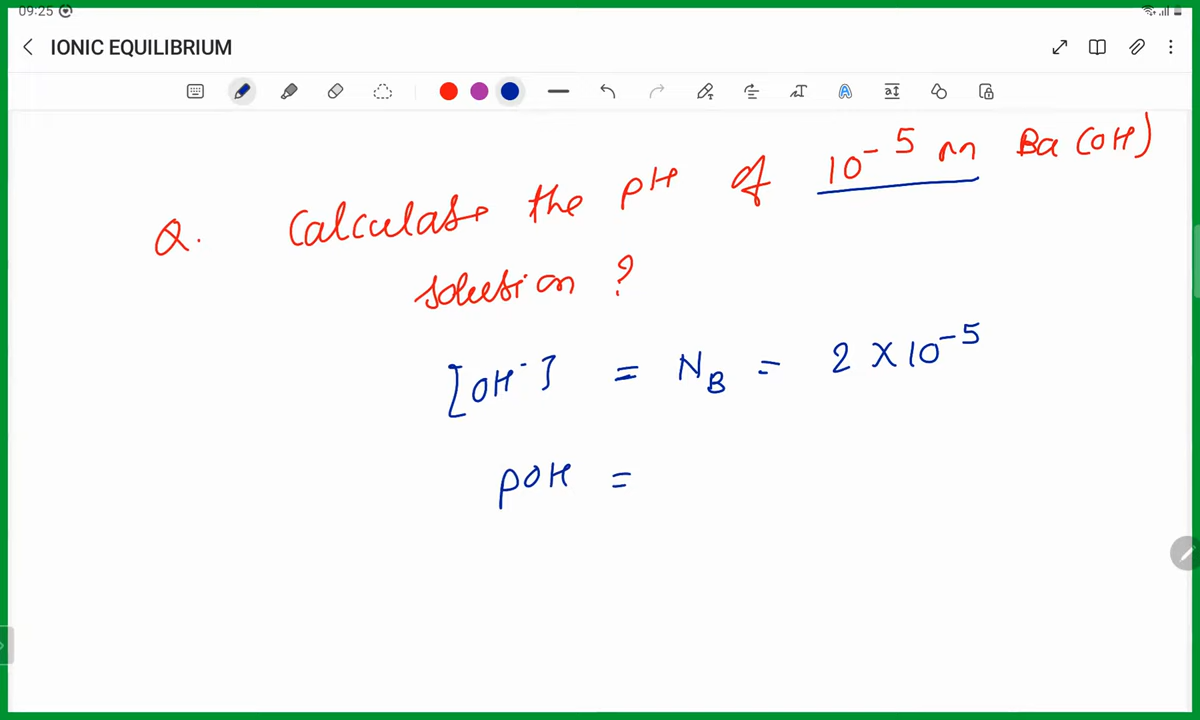 09:25
IONIC EQUILIBRIUM
Q. Calculate the pH of 10⁻⁵ m Ba(OH)
solution ?
[OH⁻] = N_B = 2 × 10⁻⁵
pOH =